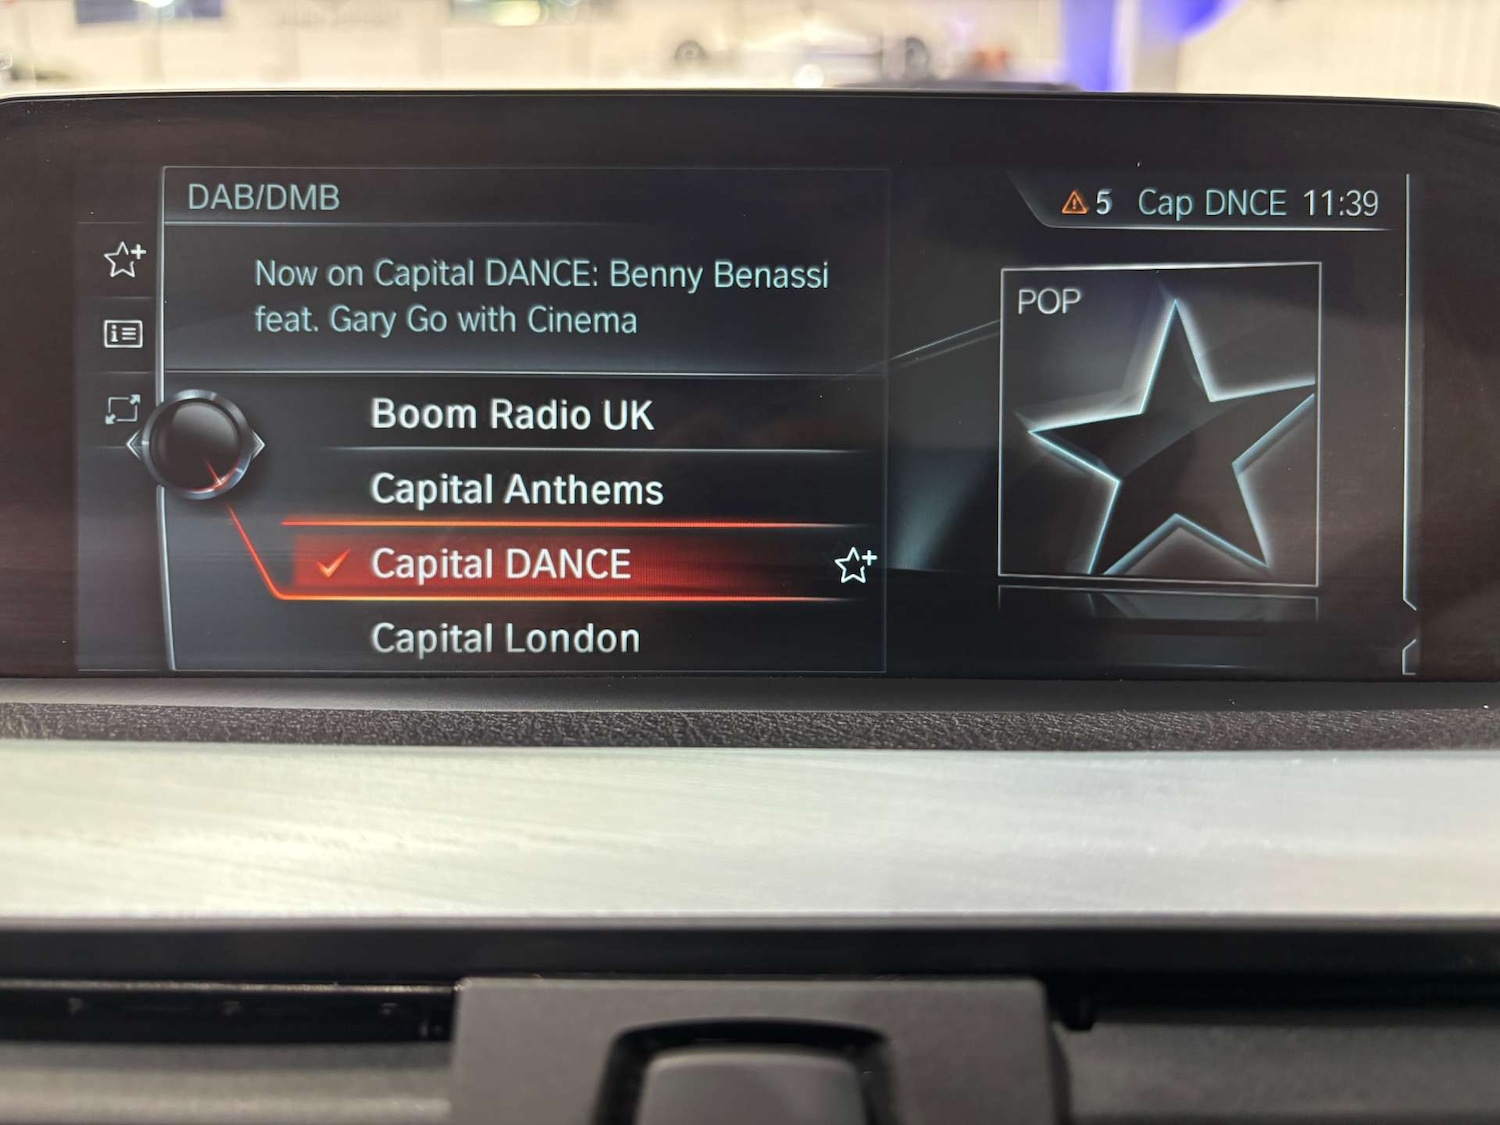 DAB/DMB
5 Cap DNCE 11:39
Now on Capital DANCE: Benny Benassi
feat. Gary Go with Cinema
POP
Boom Radio UK
Capital Anthems
Capital DANCE
Capital London